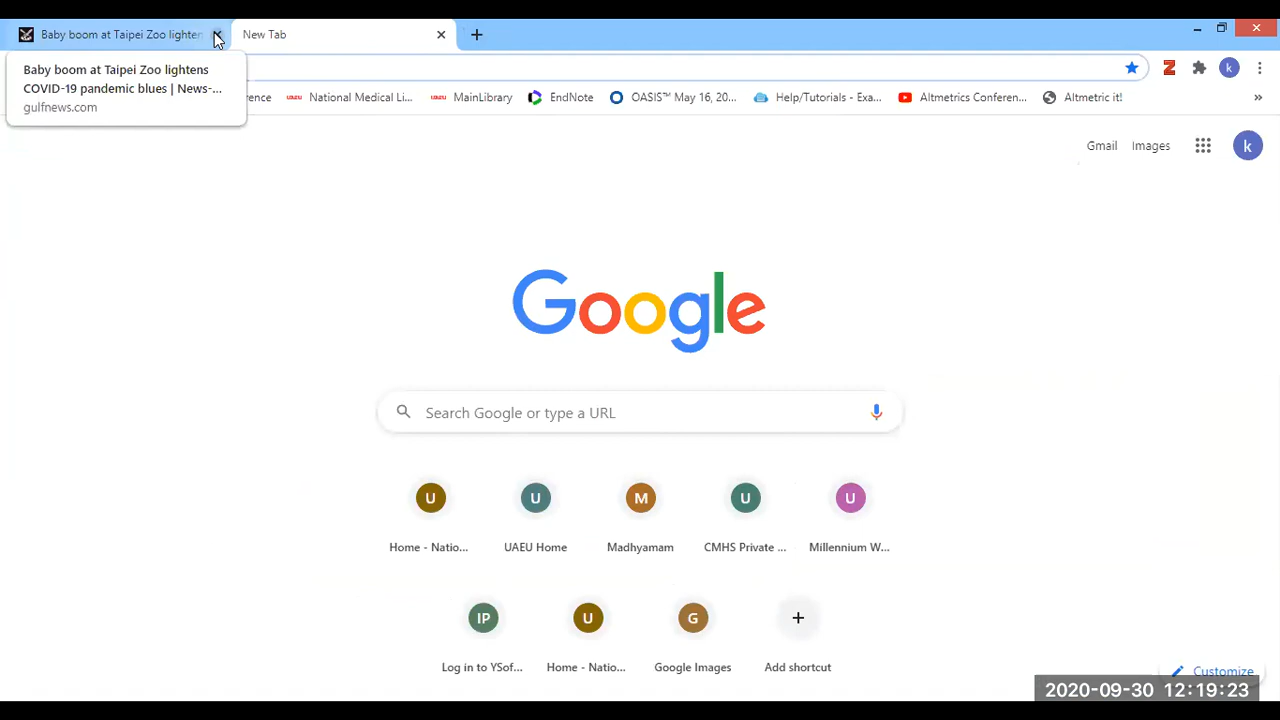 Baby boom at Taipei Zoo lighten
New Tab
Baby boom at Taipei Zoo lightens
COVID-19 pandemic blues | News-...
gulfnews.com
National Medical Li...
MainLibrary
EndNote
OASIS™ May 16, 20...
Help/Tutorials - Exa...
Altmetrics Conferen...
Altmetric it!
»
Z
k
Gmail
Images
k
Google
Search Google or type a URL
U
U
M
U
U
Home - Natio...
UAEU Home
Madhyamam
CMHS Private ...
Millennium W...
IP
U
G
Log in to YSof...
Home - Natio...
Google Images
Add shortcut
Customize
2020-09-30 12:19:23